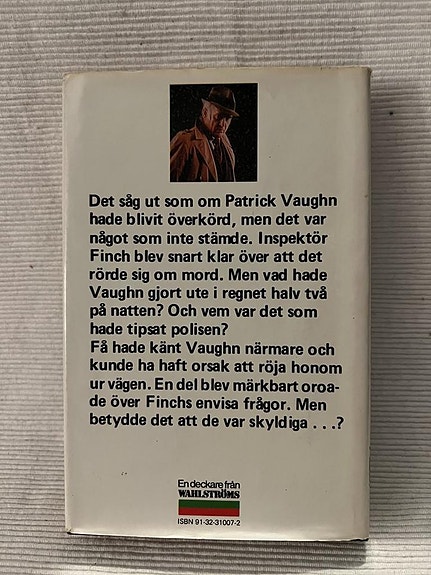 Det såg ut som om Patrick Vaughn
hade blivit överkörd, men det var
något som inte stämde. Inspektör
Finch blev snart klar över att det
rörde sig om mord. Men vad hade
Vaughn gjort ute i regnet halv två
på natten? Och vem var det som
hade tipsat polisen?
Få hade känt Vaughn närmare och
kunde ha haft orsak att röja honom
ur vägen. En del blev märkbart oroa-
de över Finchs envisa frågor. Men
betydde det att de var skyldiga . . .?
En deckare från
WAHLSTRÖMS
ISBN 91-32-31007-2